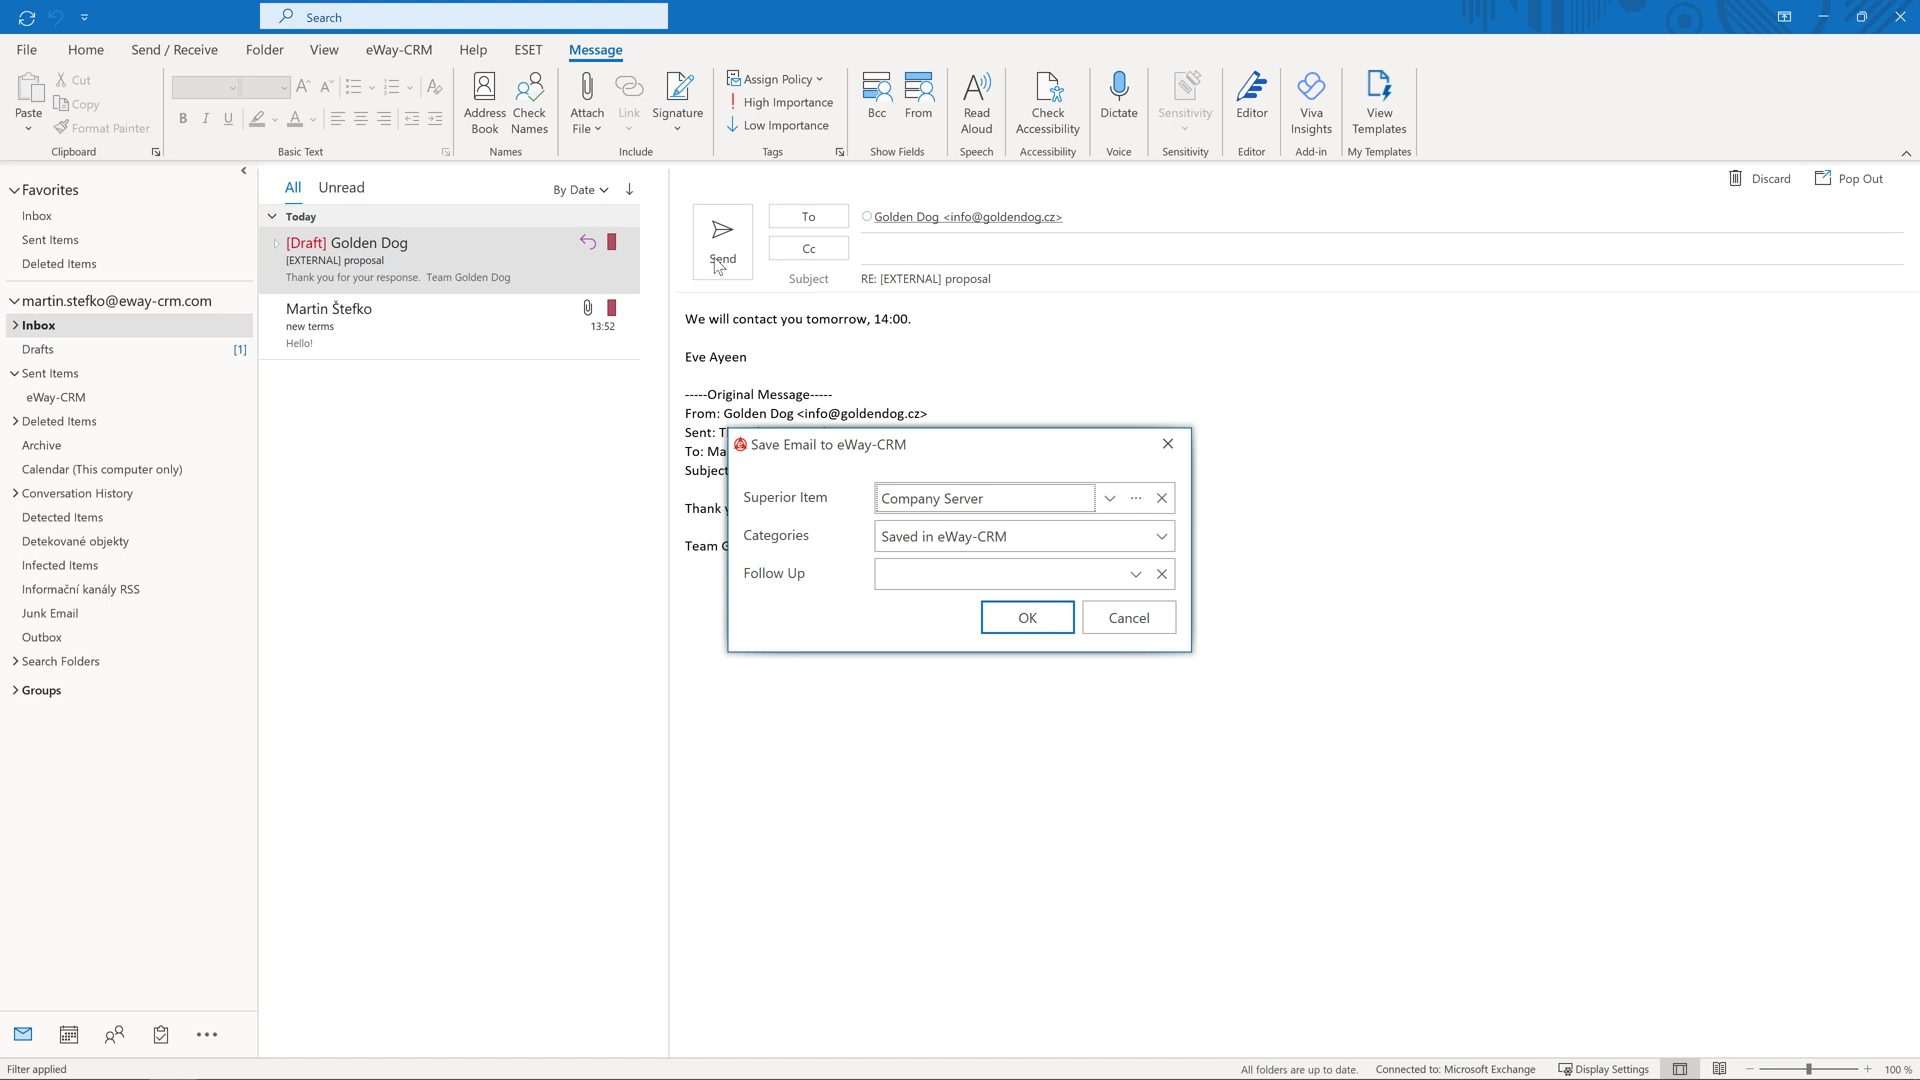 Search
File Home Send / Receive Folder View eWay-CRM Help ESET Message
Paste
Cut
Copy
Format Painter
Clipboard
B I U
Basic Text
Address Book
Check Names
Names
Attach File
Link
Signature
Include
Assign Policy
High Importance
Low Importance
Tags
Bcc
From
Show Fields
Read Aloud
Speech
Check Accessibility
Accessibility
Dictate
Voice
Sensitivity
Sensitivity
Editor
Editor
Viva Insights
Add-in
View Templates
My Templates
Favorites
Inbox
Sent Items
Deleted Items
martin.stefko@eway-crm.com
Inbox
Drafts [1]
Sent Items
eWay-CRM
Deleted Items
Archive
Calendar (This computer only)
Conversation History
Detected Items
Detekované objekty
Infected Items
Informační kanály RSS
Junk Email
Outbox
Search Folders
Groups
All Unread By Date
Today
[Draft] Golden Dog
[EXTERNAL] proposal
Thank you for your response. Team Golden Dog
Martin Štefko
new terms 13:52
Hello!
Discard Pop Out
Send
To Golden Dog <info@goldendog.cz>
Cc
Subject RE: [EXTERNAL] proposal
We will contact you tomorrow, 14:00.
Eve Ayeen
-----Original Message-----
From: Golden Dog <info@goldendog.cz>
Sent: T
To: Ma
Subject
Thank y
Team G
Save Email to eWay-CRM
Superior Item Company Server
Categories Saved in eWay-CRM
Follow Up
OK Cancel
Filter applied
All folders are up to date. Connected to: Microsoft Exchange Display Settings 100 %